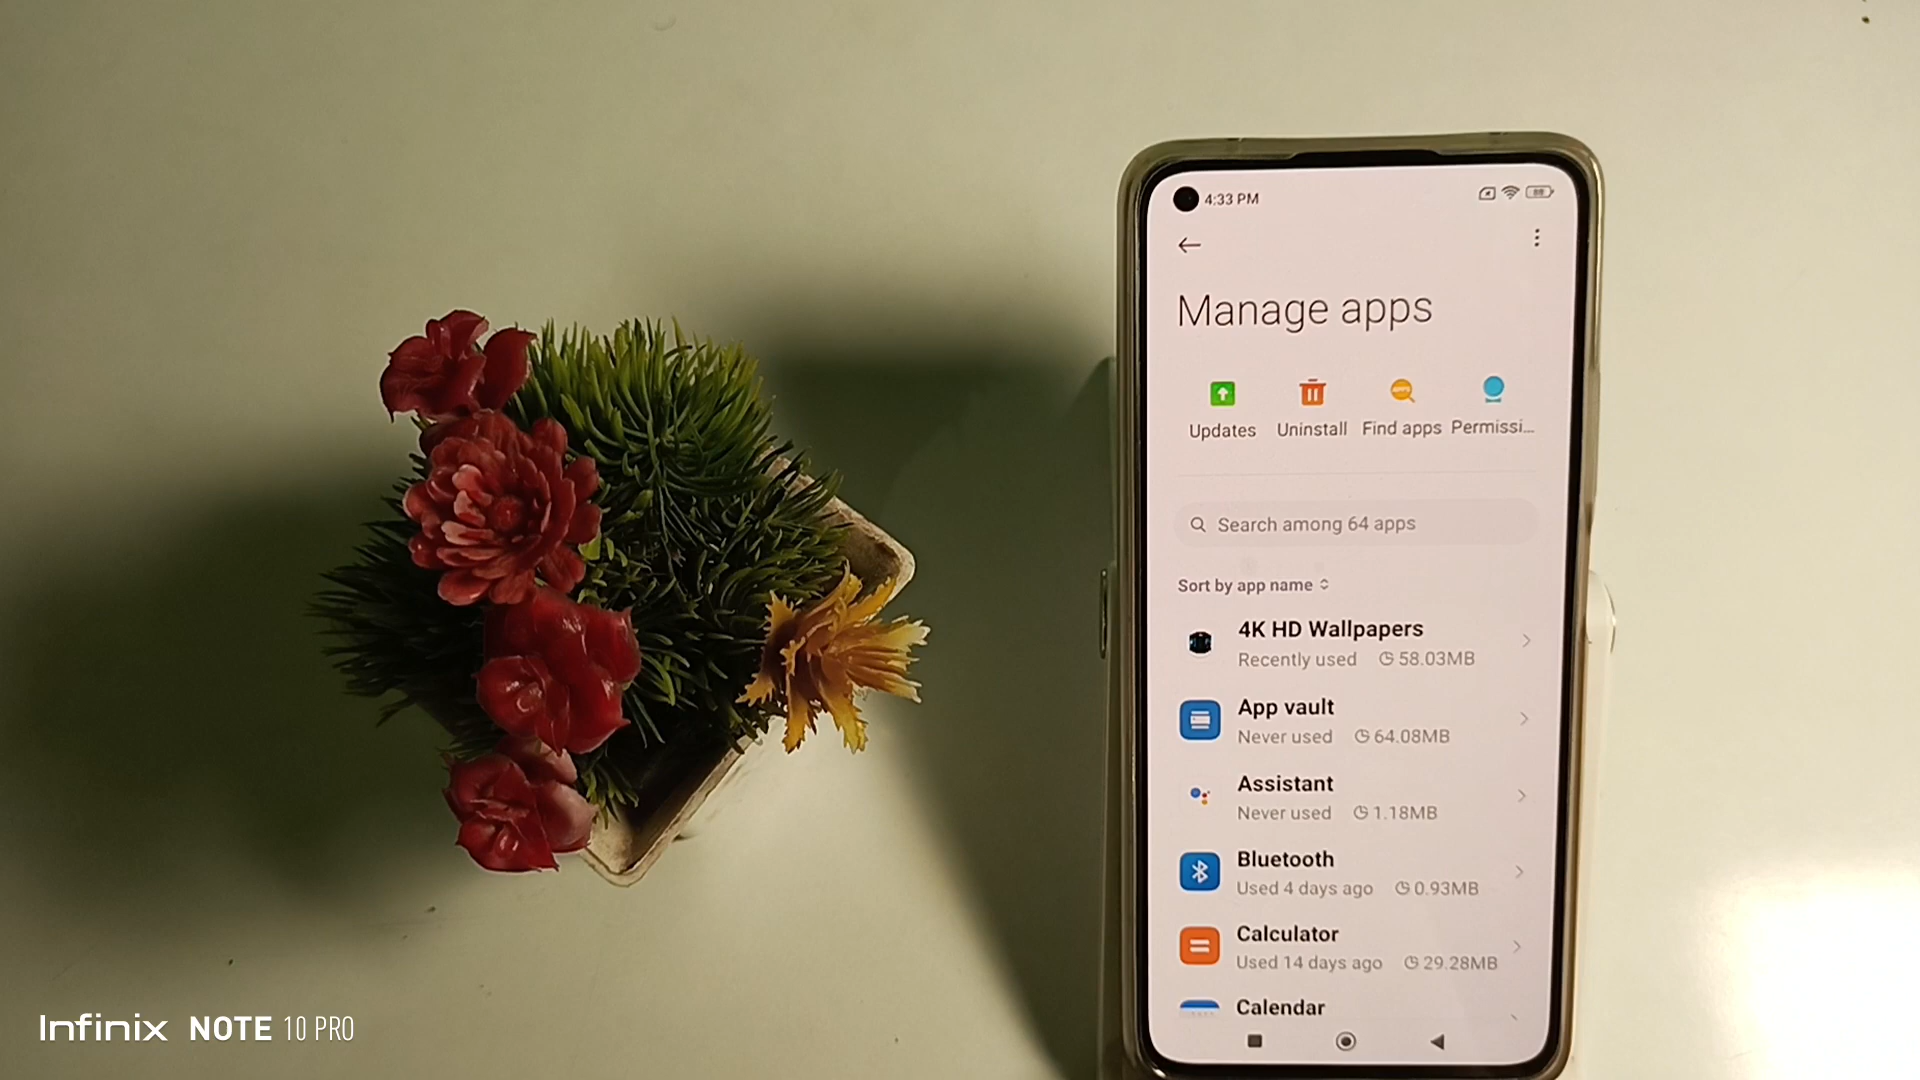 4:33 PM
Manage apps
Updates Uninstall Find apps Permissi...
Search among 64 apps
Sort by app name
4K HD Wallpapers
Recently used 58.03MB
App vault
Never used 64.08MB
Assistant
Never used 1.18MB
Bluetooth
Used 4 days ago 0.93MB
Calculator
Used 14 days ago 29.28MB
Calendar
Infinix NOTE 10 PRO